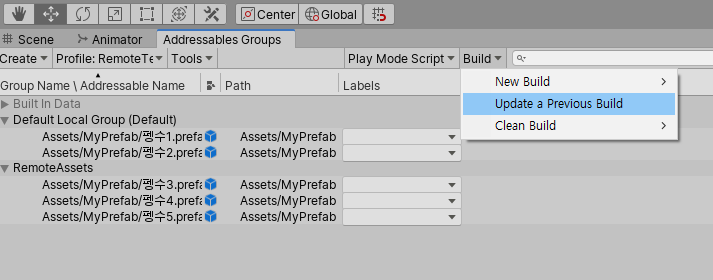 Center Global
Scene Animator Addressables Groups
Create Profile: RemoteTe Tools Play Mode Script Build
Group Name \ Addressable Name Path Labels
New Build
Built In Data
Update a Previous Build
Default Local Group (Default)
Clean Build
Assets/MyPrefab/펭수1.prefa Assets/MyPrefab
Assets/MyPrefab/펭수2.prefa Assets/MyPrefab
RemoteAssets
Assets/MyPrefab/펭수3.prefa Assets/MyPrefab
Assets/MyPrefab/펭수4.prefa Assets/MyPrefab
Assets/MyPrefab/펭수5.prefa Assets/MyPrefab